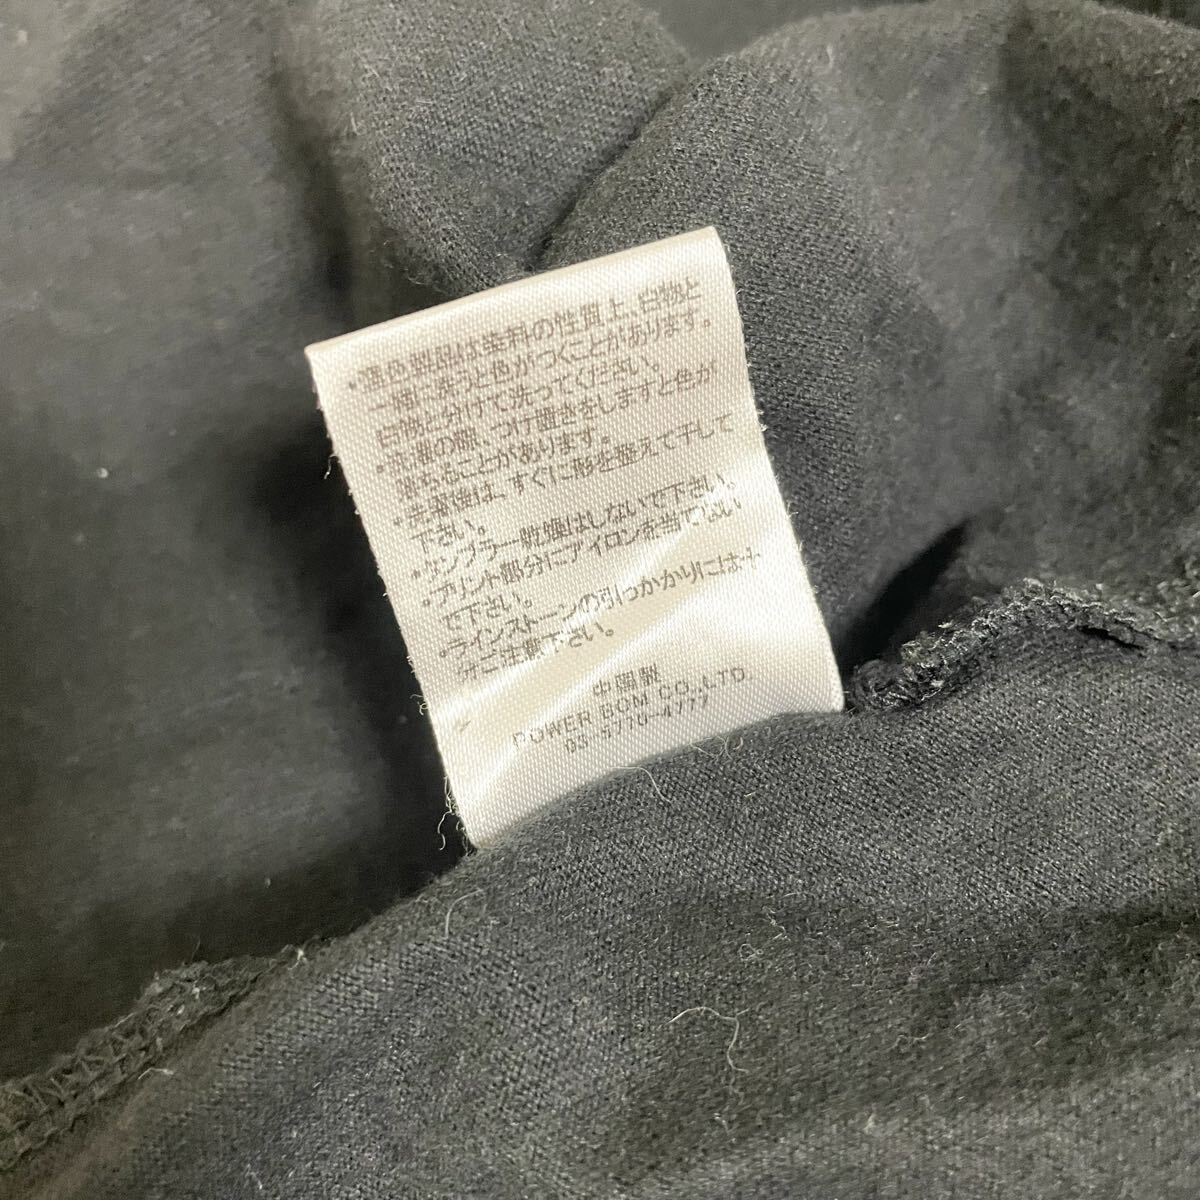 ・濃色製品は染料の性質上、白物と
一緒に洗うと色がつくことがあります。
白物と分けて洗ってください。
・洗濯の際、つけ置きをしますと色が
落ちることがあります。
・洗濯後は、すぐに形を整えて干して
下さい。
・タンブラー乾燥はしないで下さい。
・プリント部分にアイロンを当てない
で下さい。
・ラインストーンの引っかかりには十
分ご注意下さい。
中国製
POWER BOM CO.,LTD.
03-5770-4777